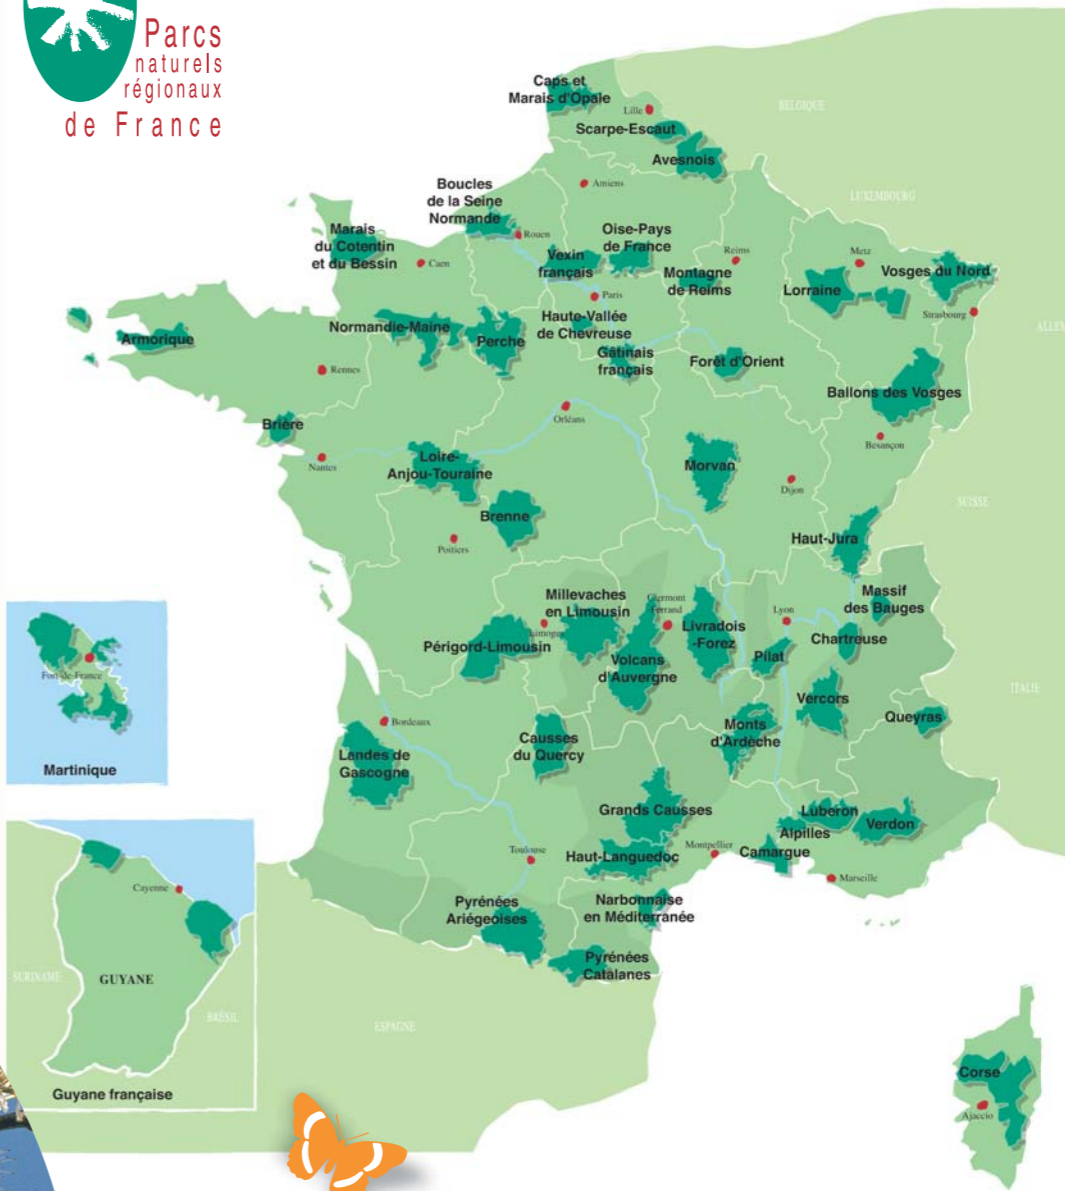 Parcs
naturels
régionaux
de France
Caps et
Marais d'Opale
Lille
BELGIQUE
Scarpe-Escaut
Avesnois
Amiens
LUXEMBOURG
Boucles
de la Seine
Normande
Rouen
Marais
du Cotentin
et du Bessin
Caen
Oise-Pays
de France
Vexin
français
Reims
Montagne
de Reims
Metz
Lorraine
Vosges du Nord
Strasbourg
Paris
ALLEM
Armorique
Normandie-Maine
Perche
Haute-Vallée
de Chevreuse
Gâtinais
français
Forêt d'Orient
Rennes
Ballons des Vosges
Orléans
Brière
Besançon
Nantes
Loire-
Anjou-Touraine
Morvan
Dijon
SUISSE
Brenne
Poitiers
Haut-Jura
Millevaches
en Limousin
Clermont
Ferrand
Lyon
Massif
des Bauges
Limoges
Livradois
-Forez
Chartreuse
Périgord-Limousin
Volcans
d'Auvergne
Pilat
Fort-de-France
ITALIE
Vercors
Queyras
Bordeaux
Monts
d'Ardèche
Causses
du Quercy
Landes de
Gascogne
Martinique
Grands Causses
Luberon
Verdon
Alpilles
Toulouse
Haut-Languedoc
Montpellier
Camargue
Marseille
Cayenne
Pyrénées
Ariégeoises
Narbonnaise
en Méditerranée
Pyrénées
Catalanes
SURINAME
GUYANE
BRÉSIL
ESPAGNE
Guyane française
Corse
Ajaccio